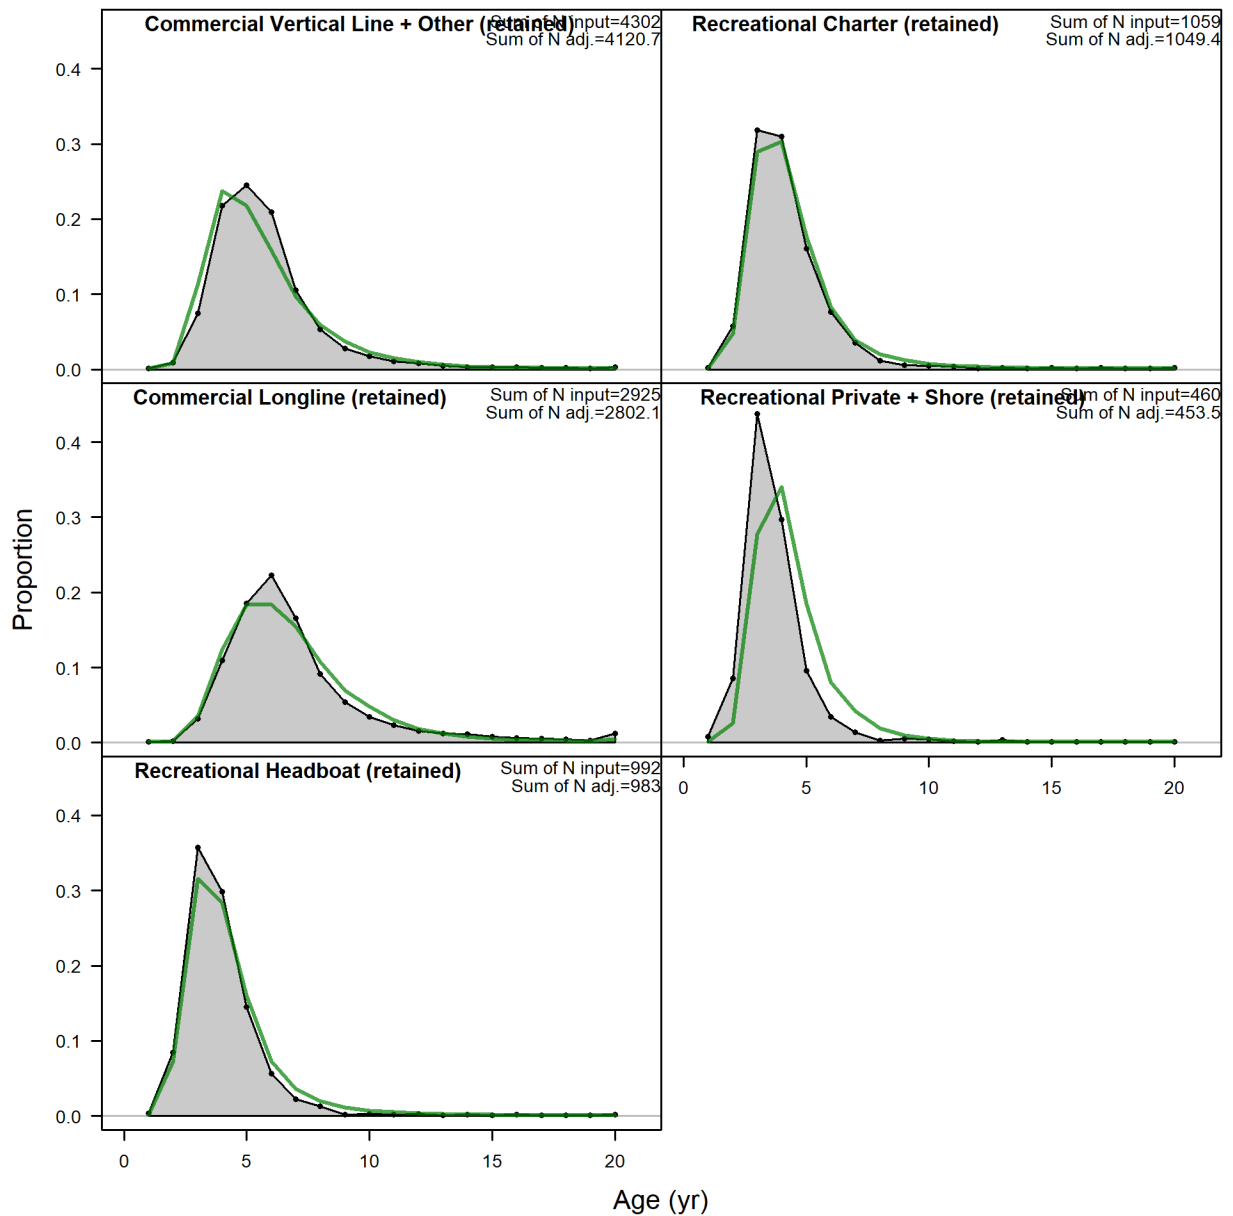 Commercial Vertical Line + Other (retained)
Sum of N input=4302
Sum of N adj.=4120.7
Recreational Charter (retained)
Sum of N input=1059
Sum of N adj.=1049.4
0.4
0.3
0.2
0.1
0.0
Commercial Longline (retained)
Sum of N input=2925
Sum of N adj.=2802.1
Recreational Private + Shore (retained)
Sum of N input=460
Sum of N adj.=453.5
0.4
0.3
0.2
0.1
0.0
Proportion
0 5 10 15 20
Recreational Headboat (retained)
Sum of N input=992
Sum of N adj.=983
0.4
0.3
0.2
0.1
0.0
0 5 10 15 20
Age (yr)